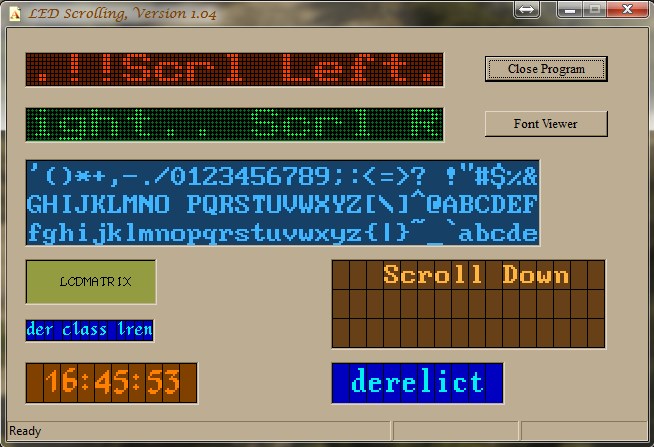 LED Scrolling, Version 1.04
.!!Scrl Left.
Close Program
ight.. Scrl R
Font Viewer
'()*+,-./0123456789;:<=>? !"#$%&
GHIJKLMNO PQRSTUVWXYZ[\]^@ABCDEF
fghijklmnopqrstuvwxyz{|}~_`abcde
LCDMATRIX
Scroll Down
der class 1ren
16:45:53
derelict
Ready